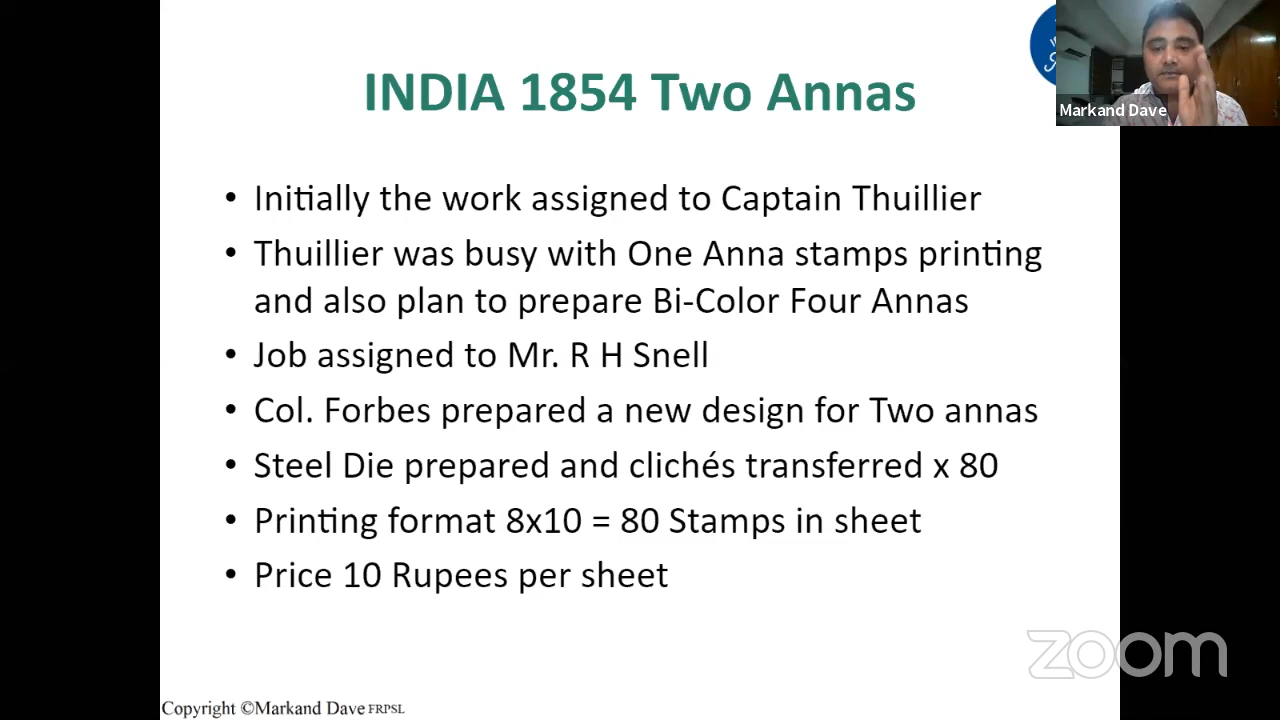 INDIA 1854 Two Annas
Markand Dave
• Initially the work assigned to Captain Thuillier
• Thuillier was busy with One Anna stamps printing
and also plan to prepare Bi-Color Four Annas
• Job assigned to Mr. R H Snell
• Col. Forbes prepared a new design for Two annas
• Steel Die prepared and clichés transferred x 80
• Printing format 8x10 = 80 Stamps in sheet
• Price 10 Rupees per sheet
zoom
Copyright ©Markand Dave FRPSL